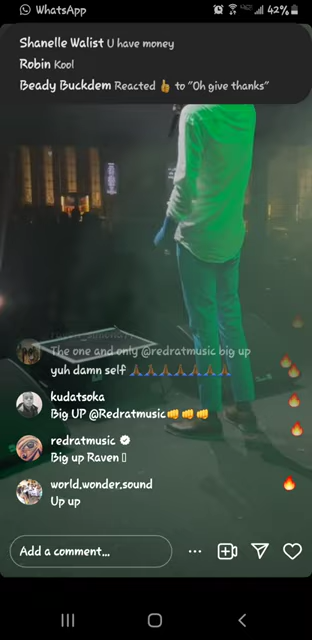 WhatsApp
42%
Shanelle Walist U have money
Robin Kool
Beady Buckdem Reacted 👍 to "Oh give thanks"
The one and only @redratmusic big up
yuh damn self 🙏🏾🙏🏾🙏🏾🙏🏾🙏🏾🙏🏾🙏🏾
kudatsoka
Big UP @Redratmusic👊👊👊
redratmusic
Big up Raven
world.wonder.sound
Up up
Add a comment...